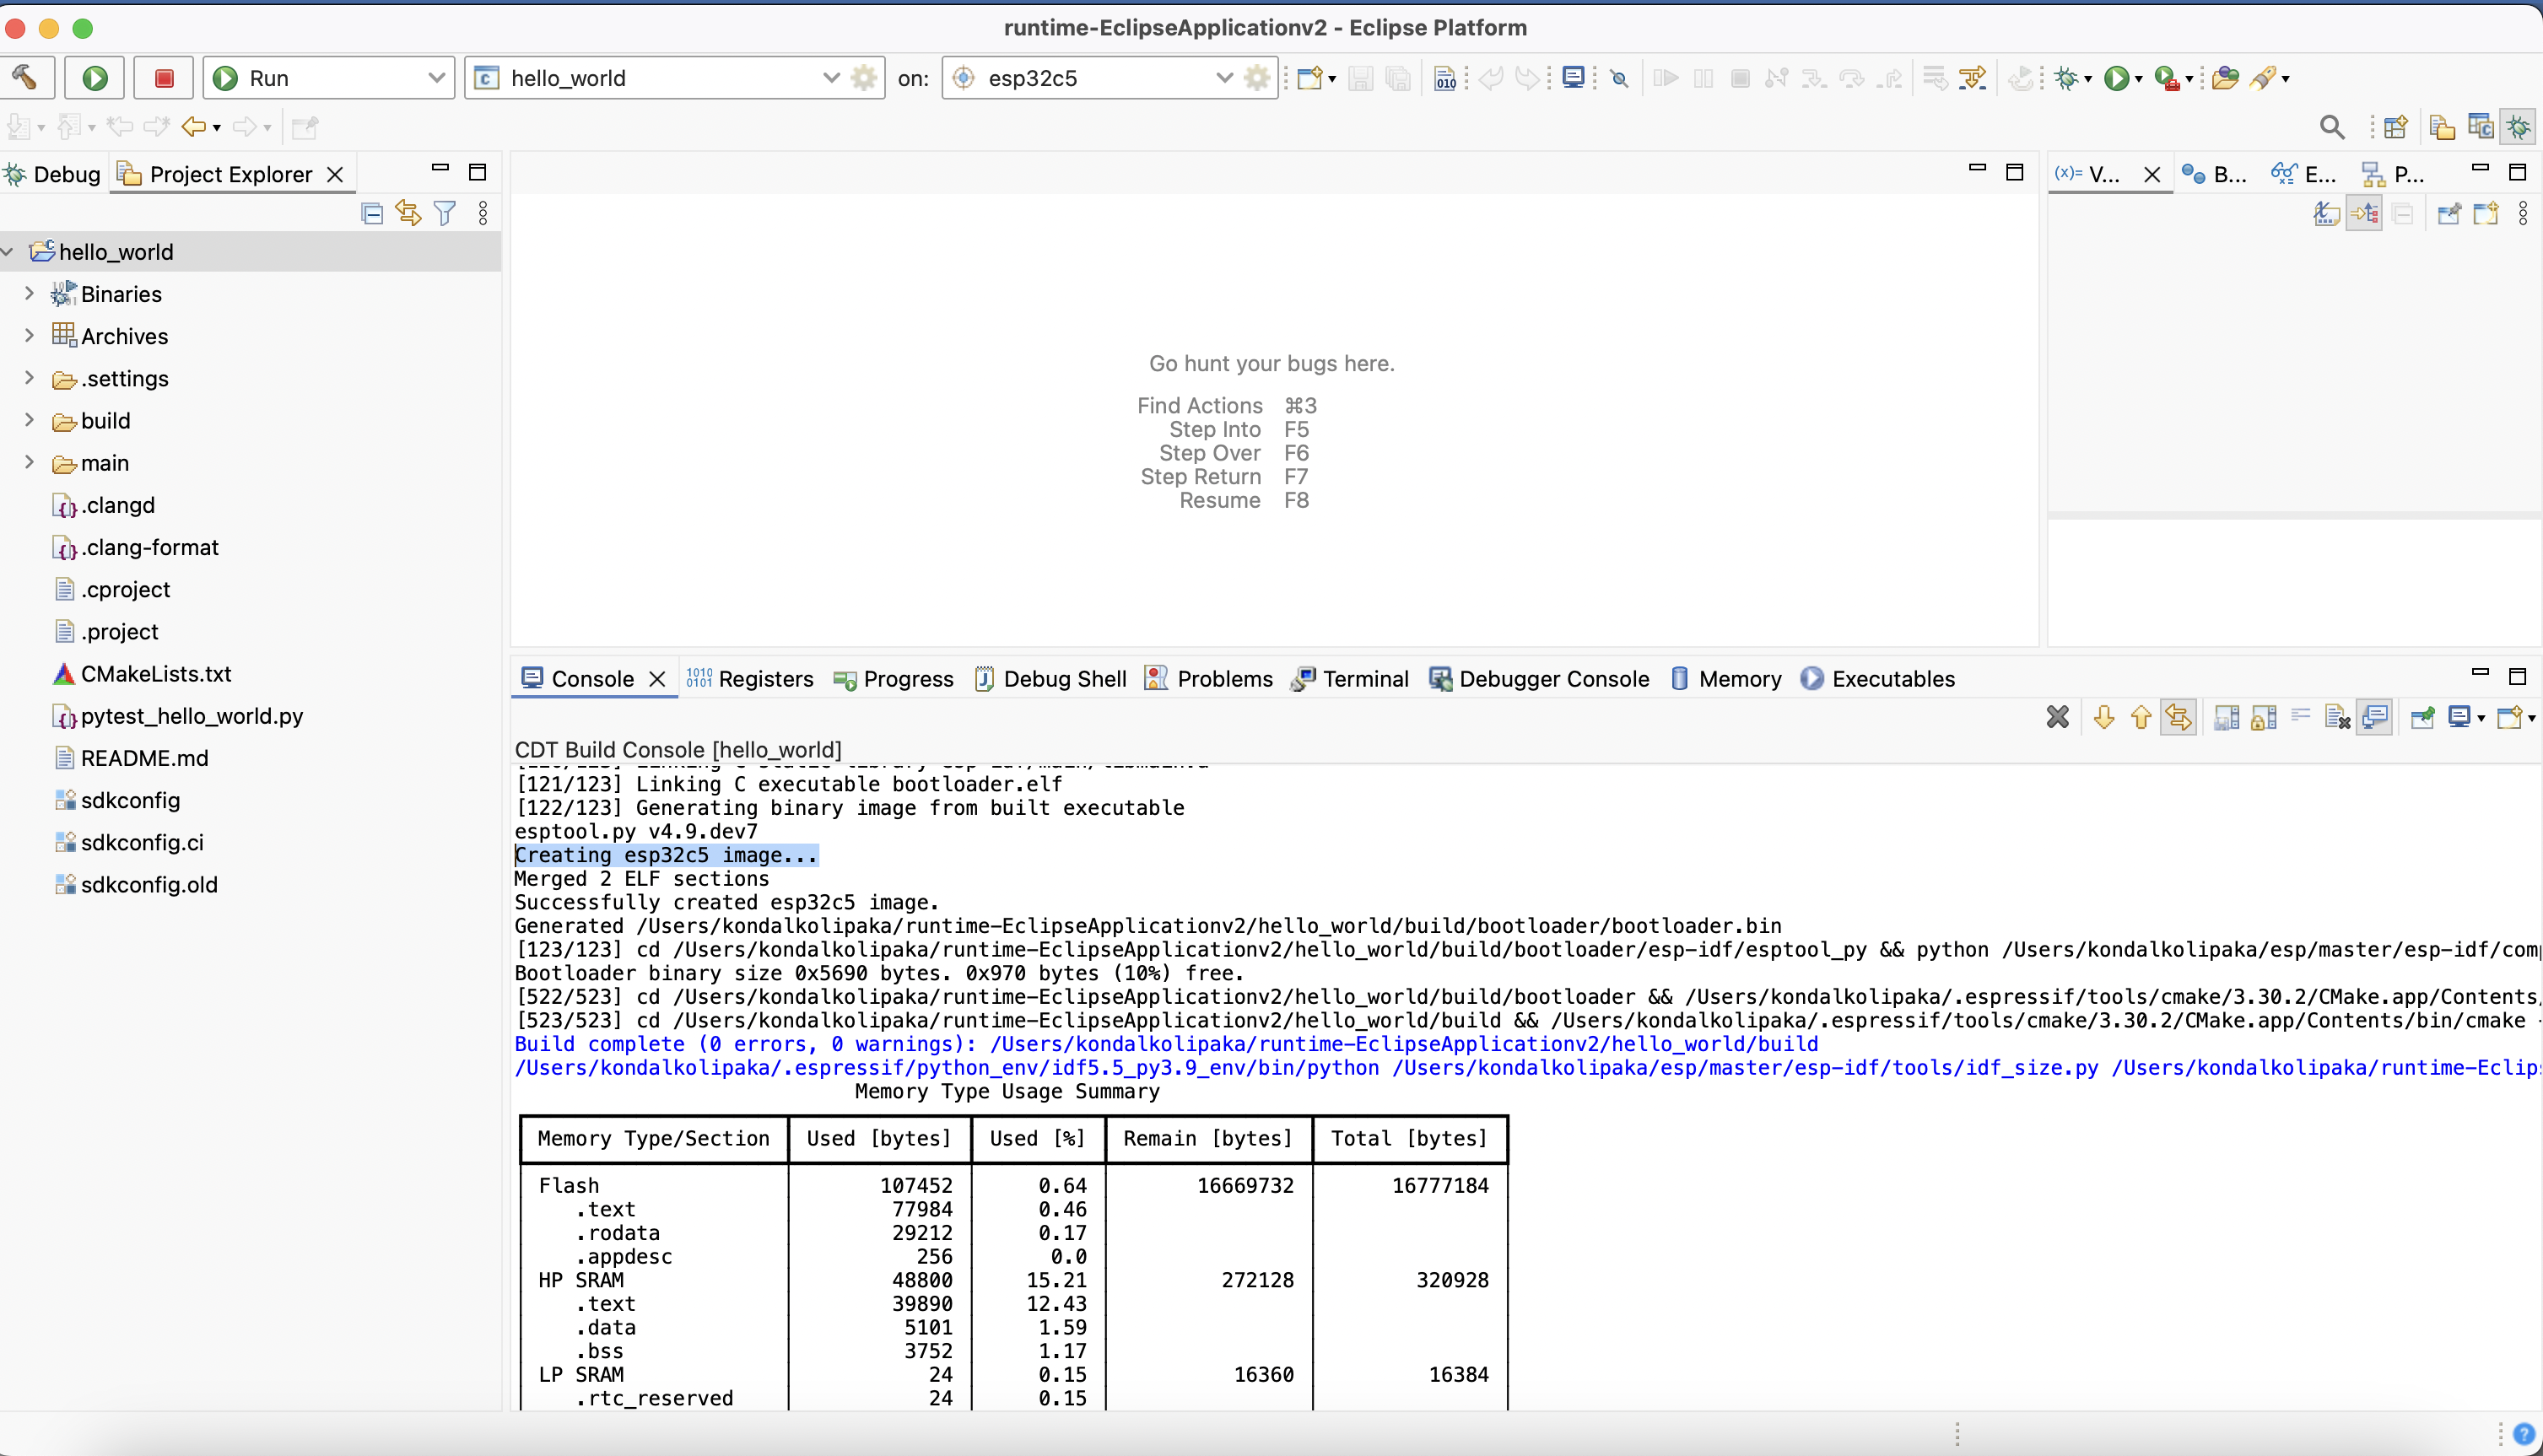 runtime-EclipseApplicationv2 - Eclipse Platform
Run
hello_world
on:
esp32c5
010
Debug
Project Explorer
hello_world
Binaries
Archives
.settings
build
main
.clangd
.clang-format
.cproject
.project
CMakeLists.txt
pytest_hello_world.py
README.md
sdkconfig
sdkconfig.ci
sdkconfig.old
Go hunt your bugs here.
Find Actions ⌘3
Step Into F5
Step Over F6
Step Return F7
Resume F8
(x)= V...
B...
E...
P...
Console
Registers
Progress
Debug Shell
Problems
Terminal
Debugger Console
Memory
Executables
CDT Build Console [hello_world]
[121/123] Linking C executable bootloader.elf
[122/123] Generating binary image from built executable
esptool.py v4.9.dev7
Creating esp32c5 image...
Merged 2 ELF sections
Successfully created esp32c5 image.
Generated /Users/kondalkolipaka/runtime-EclipseApplicationv2/hello_world/build/bootloader/bootloader.bin
[123/123] cd /Users/kondalkolipaka/runtime-EclipseApplicationv2/hello_world/build/bootloader/esp-idf/esptool_py && python /Users/kondalkolipaka/esp/master/esp-idf/com
Bootloader binary size 0x5690 bytes. 0x970 bytes (10%) free.
[522/523] cd /Users/kondalkolipaka/runtime-EclipseApplicationv2/hello_world/build/bootloader && /Users/kondalkolipaka/.espressif/tools/cmake/3.30.2/CMake.app/Contents
[523/523] cd /Users/kondalkolipaka/runtime-EclipseApplicationv2/hello_world/build && /Users/kondalkolipaka/.espressif/tools/cmake/3.30.2/CMake.app/Contents/bin/cmake -
Build complete (0 errors, 0 warnings): /Users/kondalkolipaka/runtime-EclipseApplicationv2/hello_world/build
/Users/kondalkolipaka/.espressif/python_env/idf5.5_py3.9_env/bin/python /Users/kondalkolipaka/esp/master/esp-idf/tools/idf_size.py /Users/kondalkolipaka/runtime-Eclip
Memory Type Usage Summary
Memory Type/Section Used [bytes] Used [%] Remain [bytes] Total [bytes]
Flash 107452 0.64 16669732 16777184
.text 77984 0.46
.rodata 29212 0.17
.appdesc 256 0.0
HP SRAM 48800 15.21 272128 320928
.text 39890 12.43
.data 5101 1.59
.bss 3752 1.17
LP SRAM 24 0.15 16360 16384
.rtc_reserved 24 0.15